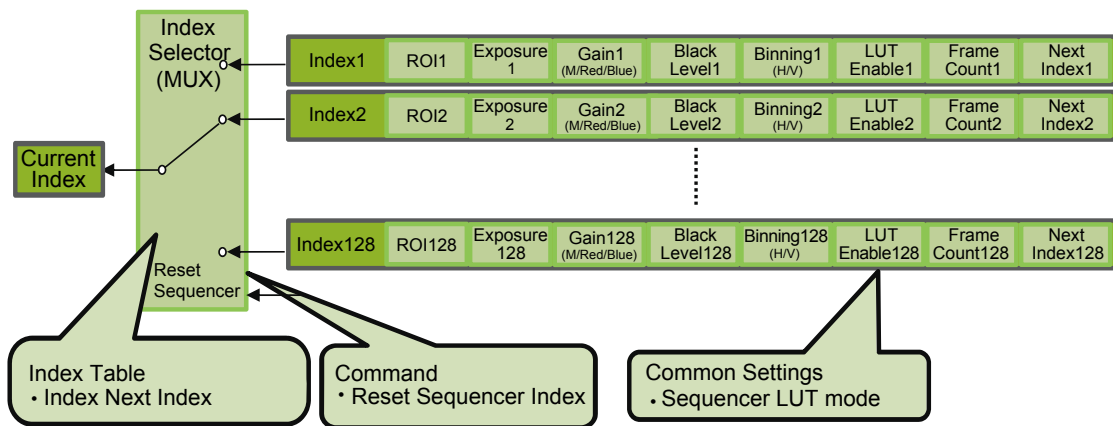 Index
Selector
(MUX)
Index1 ROI1 Exposure 1 Gain1 (M/Red/Blue) Black Level1 Binning1 (H/V) LUT Enable1 Frame Count1 Next Index1
Index2 ROI2 Exposure 2 Gain2 (M/Red/Blue) Black Level2 Binning2 (H/V) LUT Enable2 Frame Count2 Next Index2
Current
Index
Index128 ROI128 Exposure 128 Gain128 (M/Red/Blue) Black Level128 Binning128 (H/V) LUT Enable128 Frame Count128 Next Index128
Reset
Sequencer
Index Table
・Index Next Index
Command
・Reset Sequencer Index
Common Settings
・Sequencer LUT mode